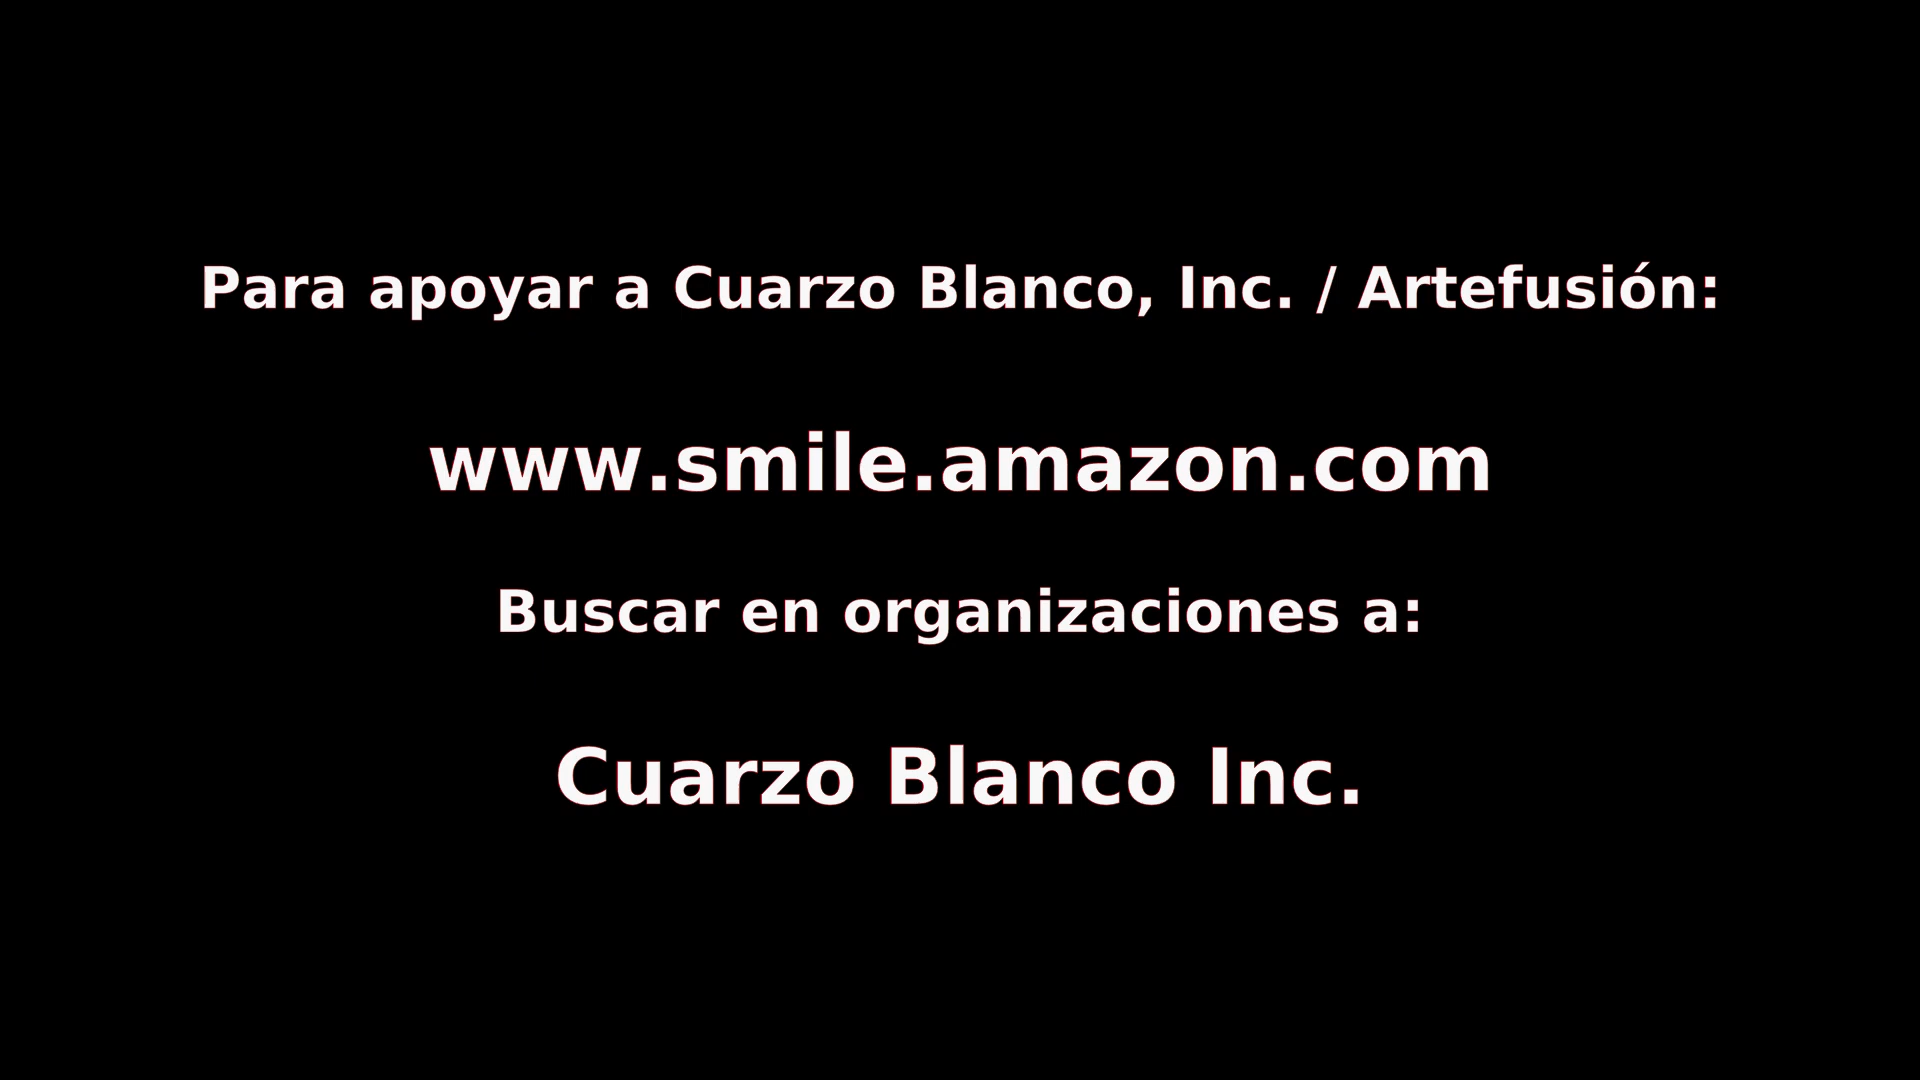 Para apoyar a Cuarzo Blanco, Inc. / Artefusión:
www.smile.amazon.com
Buscar en organizaciones a:
Cuarzo Blanco Inc.